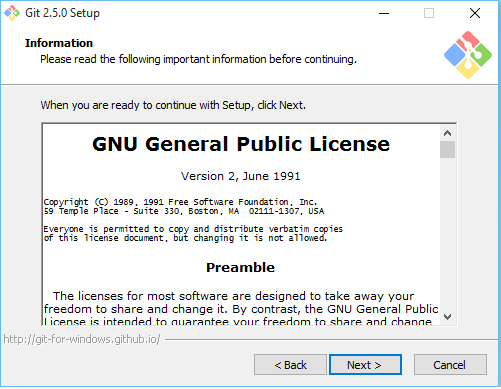 Git 2.5.0 Setup
Information
Please read the following important information before continuing.
When you are ready to continue with Setup, click Next.
GNU General Public License
Version 2, June 1991
Copyright (C) 1989, 1991 Free Software Foundation, Inc.
59 Temple Place - Suite 330, Boston, MA  02111-1307, USA
Everyone is permitted to copy and distribute verbatim copies
of this license document, but changing it is not allowed.
Preamble
The licenses for most software are designed to take away your
freedom to share and change it. By contrast, the GNU General Public
License is intended to guarantee your freedom to share and change
http://git-for-windows.github.io/
< Back
Next >
Cancel